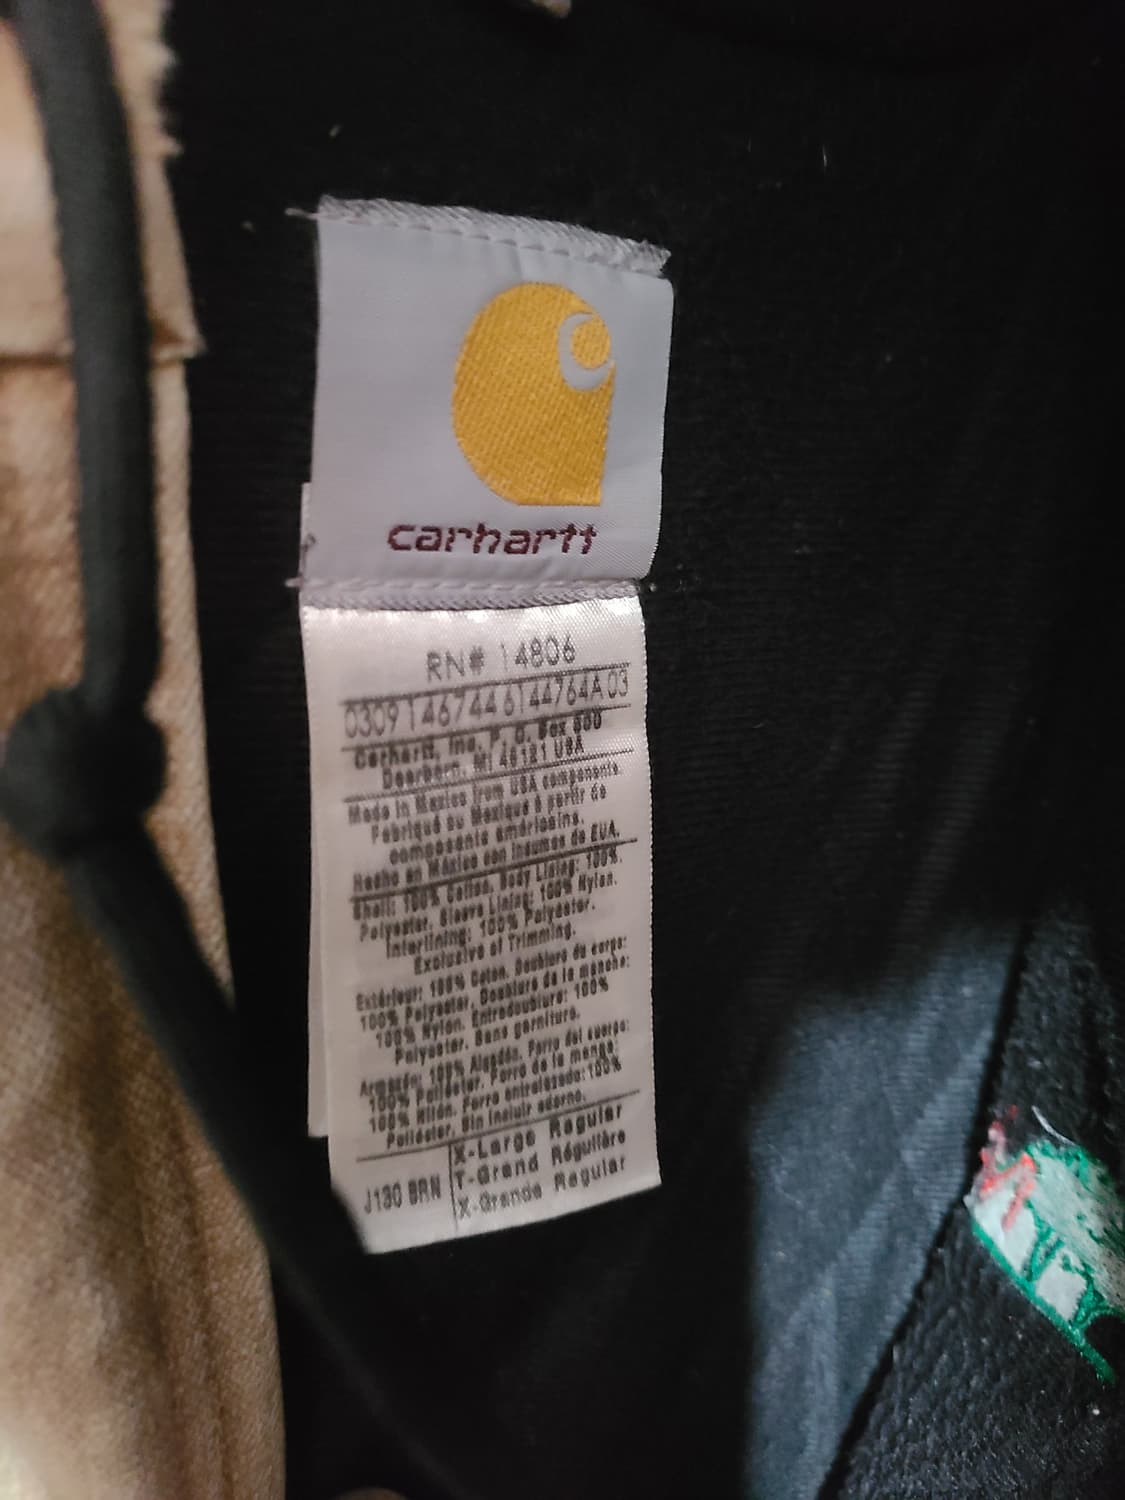 carhartt
RN# 14806
0309146744 6144764A 03
Carhartt, Inc. P. O. Box 600
Dearborn, MI 48121 USA
Made in Mexico from USA components.
Fabriqué au Mexique à partir de
composants américains.
Hecho en México con insumos de EUA.
Shell: 100% Cotton. Body Lining: 100%
Polyester. Sleeve Lining: 100% Nylon.
Interlining: 100% Polyester.
Exclusive of Trimming.
Extérieur: 100% Coton. Doublure du corps:
100% Polyester. Doublure de la manche:
100% Nylon. Entredoublure: 100%
Polyester. Sans garniture.
Armazón: 100% Algodón. Forro del cuerpo:
100% Poliéster. Forro de la manga:
100% Nilón. Forro entrelazado: 100%
Poliéster. Sin incluir adorno.
X-Large Regular
T-Grand Régulière
J130 BRN X-Grande Regular